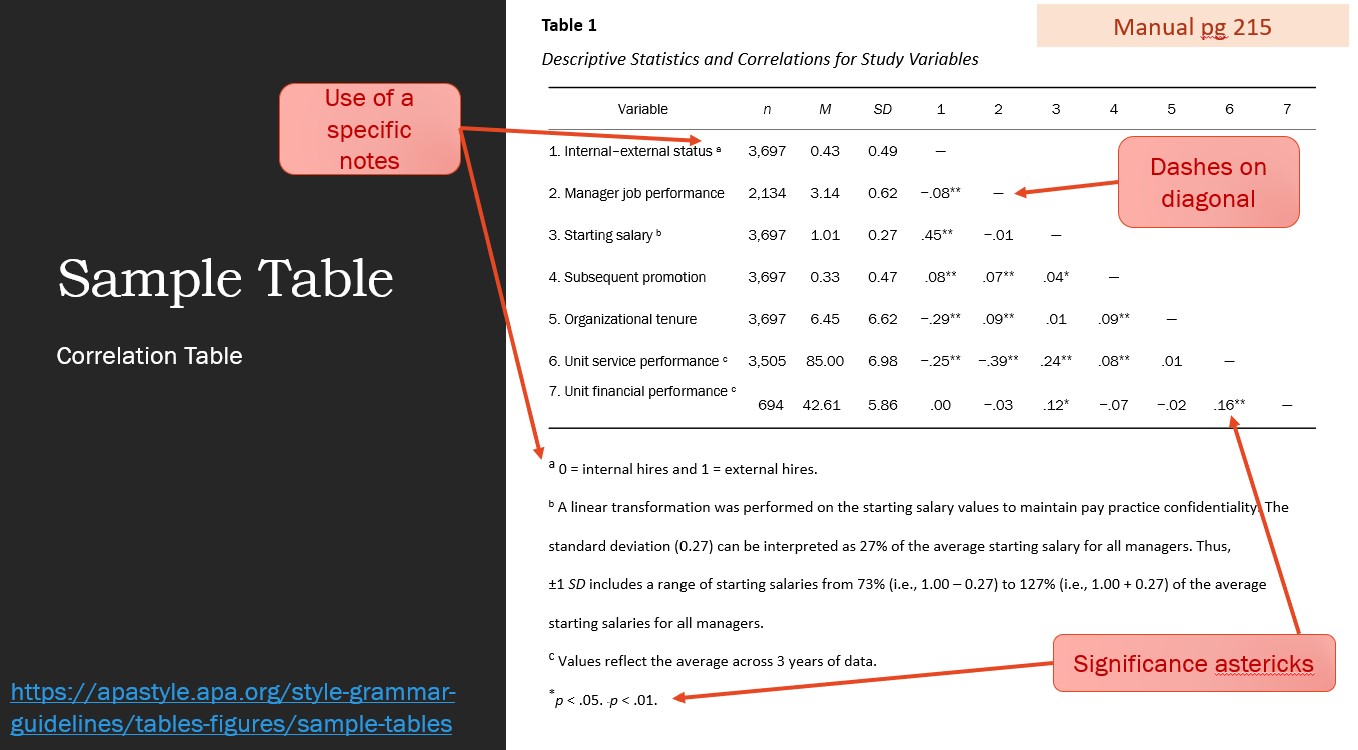 Table 1
Manual pg 215
Descriptive Statistics and Correlations for Study Variables
Use of a
specific
notes
Variable n M SD 1 2 3 4 5 6 7
1. Internal–external status ᵃ 3,697 0.43 0.49 —
2. Manager job performance 2,134 3.14 0.62 −.08** —
3. Starting salary ᵇ 3,697 1.01 0.27 .45** −.01 —
4. Subsequent promotion 3,697 0.33 0.47 .08** .07** .04* —
5. Organizational tenure 3,697 6.45 6.62 −.29** .09** .01 .09** —
6. Unit service performance ᶜ 3,505 85.00 6.98 −.25** −.39** .24** .08** .01 —
7. Unit financial performance ᶜ 694 42.61 5.86 .00 −.03 .12* −.07 −.02 .16** —
Dashes on
diagonal
Sample Table
Correlation Table
ᵃ 0 = internal hires and 1 = external hires.
ᵇ A linear transformation was performed on the starting salary values to maintain pay practice confidentiality. The
standard deviation (0.27) can be interpreted as 27% of the average starting salary for all managers. Thus,
±1 SD includes a range of starting salaries from 73% (i.e., 1.00 – 0.27) to 127% (i.e., 1.00 + 0.27) of the average
starting salaries for all managers.
ᶜ Values reflect the average across 3 years of data.
*p < .05. p < .01.
Significance astericks
https://apastyle.apa.org/style-grammar-
guidelines/tables-figures/sample-tables